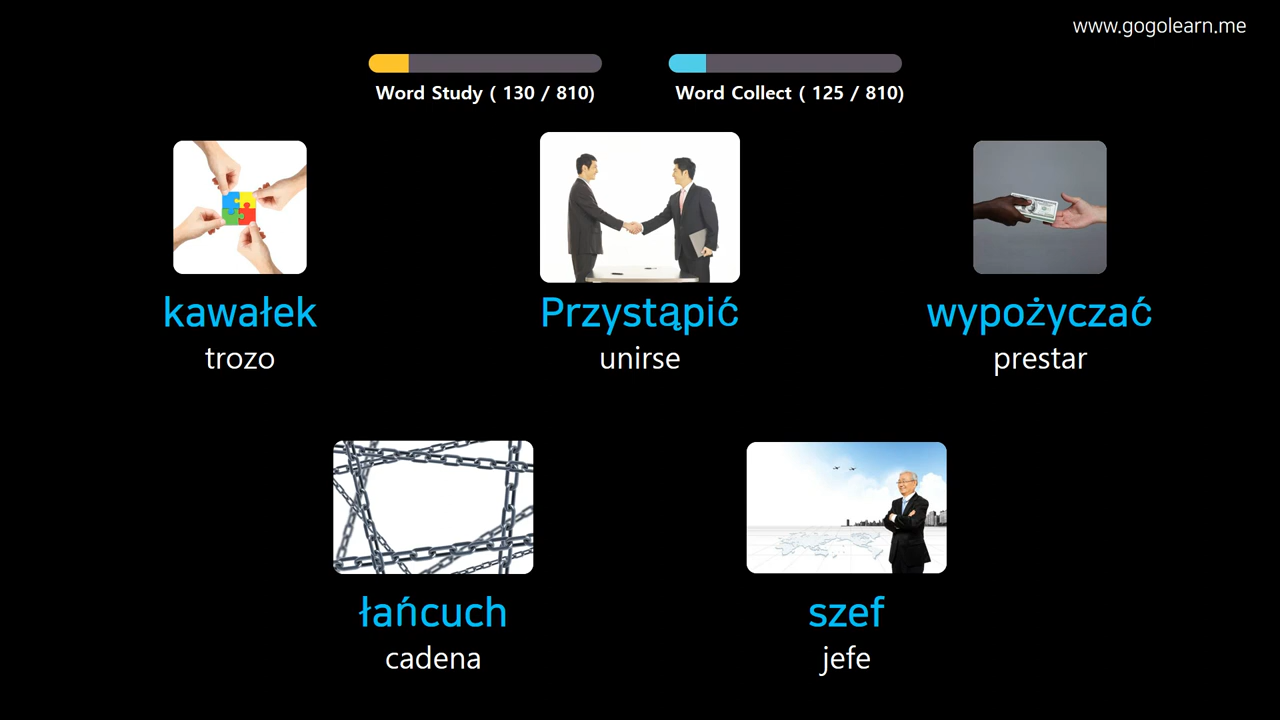 www.gogolearn.me
Word Study ( 130 / 810)
Word Collect ( 125 / 810)
kawałek
trozo
Przystąpić
unirse
wypożyczać
prestar
łańcuch
cadena
szef
jefe